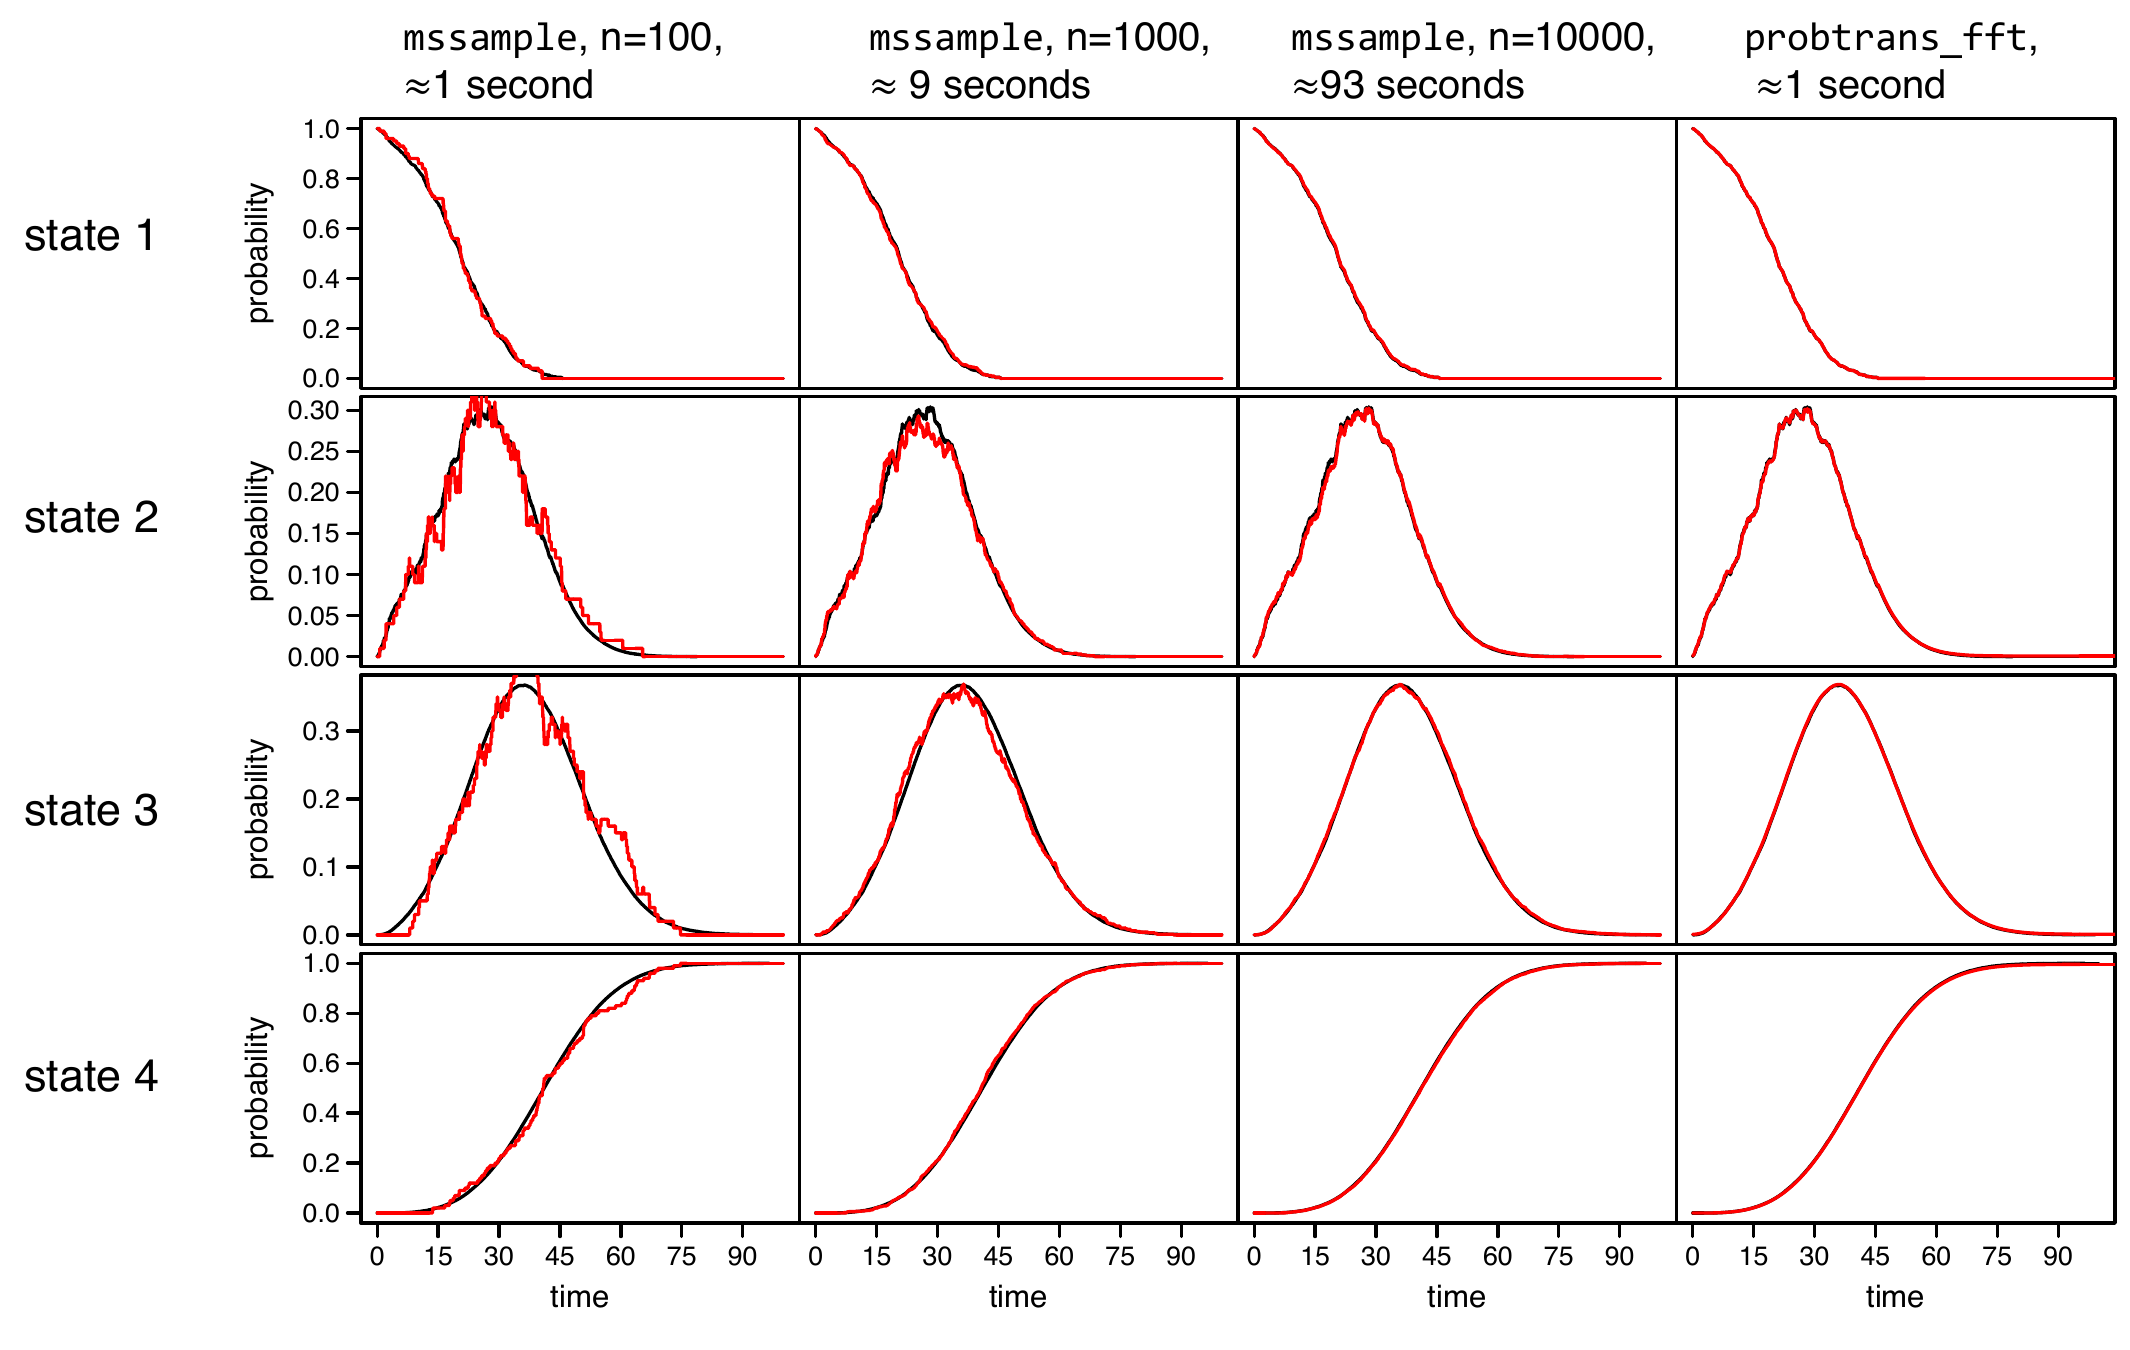 mssample, n=100,
≈1 second
mssample, n=1000,
≈ 9 seconds
mssample, n=10000,
≈93 seconds
probtrans_fft,
≈1 second
state 1
probability
1.0
0.8
0.6
0.4
0.2
0.0
state 2
probability
0.30
0.25
0.20
0.15
0.10
0.05
0.00
state 3
probability
0.3
0.2
0.1
0.0
state 4
probability
1.0
0.8
0.6
0.4
0.2
0.0
0 15 30 45 60 75 90
time
0 15 30 45 60 75 90
time
0 15 30 45 60 75 90
time
0 15 30 45 60 75 90
time